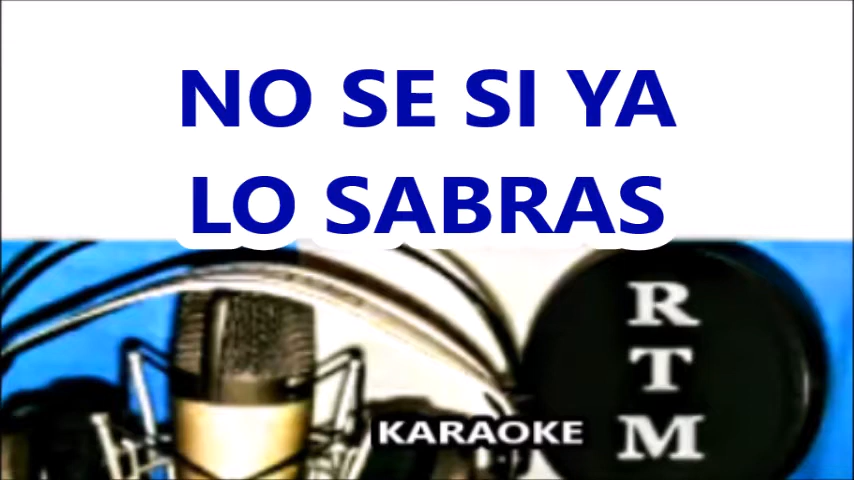 NO SE SI YA
LO SABRAS
R
T
M
KARAOKE